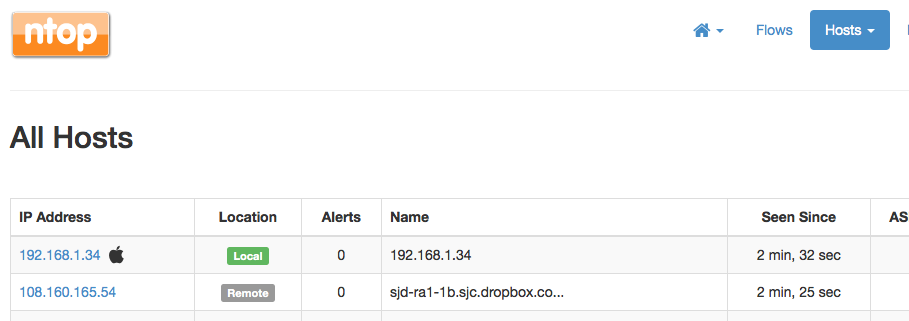 ntop
Flows Hosts
All Hosts
IP Address Location Alerts Name Seen Since AS
192.168.1.34 Local 0 192.168.1.34 2 min, 32 sec
108.160.165.54 Remote 0 sjd-ra1-1b.sjc.dropbox.co... 2 min, 25 sec